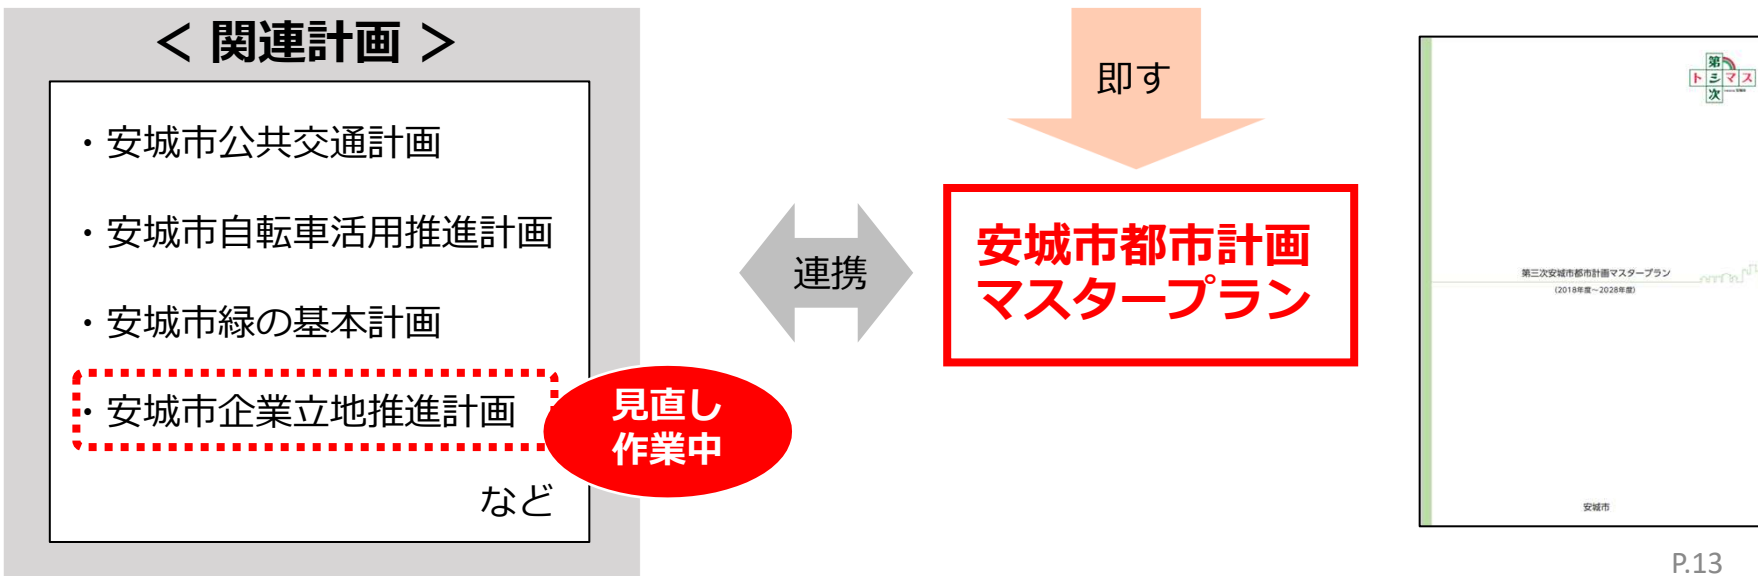 ＜ 関連計画 ＞
・安城市公共交通計画
・安城市自転車活用推進計画
・安城市緑の基本計画
・安城市企業立地推進計画
など
見直し
作業中
連携
即す
安城市都市計画
マスタープラン
第
トシマス
次
第三次安城市都市計画マスタープラン
(2018年度～2028年度)
安城市
P.13